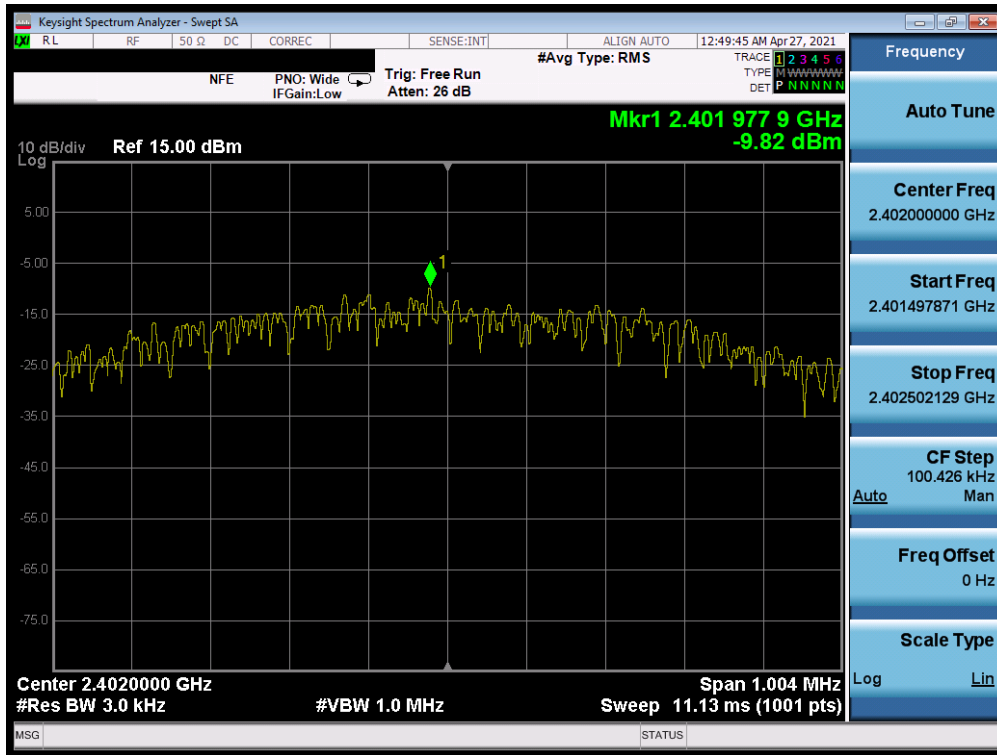 Keysight Spectrum Analyzer - Swept SA
LXI RL RF 50 Ω DC CORREC SENSE:INT ALIGN AUTO 12:49:45 AM Apr 27, 2021
NFE PNO: Wide Trig: Free Run #Avg Type: RMS TRACE 1 2 3 4 5 6
IFGain:Low Atten: 26 dB TYPE M WWWWW
DET P N N N N N
Mkr1 2.401 977 9 GHz
-9.82 dBm
10 dB/div Ref 15.00 dBm
Log
5.00
-5.00
1
-15.0
-25.0
-35.0
-45.0
-55.0
-65.0
-75.0
Center 2.4020000 GHz Span 1.004 MHz
#Res BW 3.0 kHz #VBW 1.0 MHz Sweep 11.13 ms (1001 pts)
MSG STATUS
Frequency
Auto Tune
Center Freq
2.402000000 GHz
Start Freq
2.401497871 GHz
Stop Freq
2.402502129 GHz
CF Step
100.426 kHz
Auto Man
Freq Offset
0 Hz
Scale Type
Log Lin